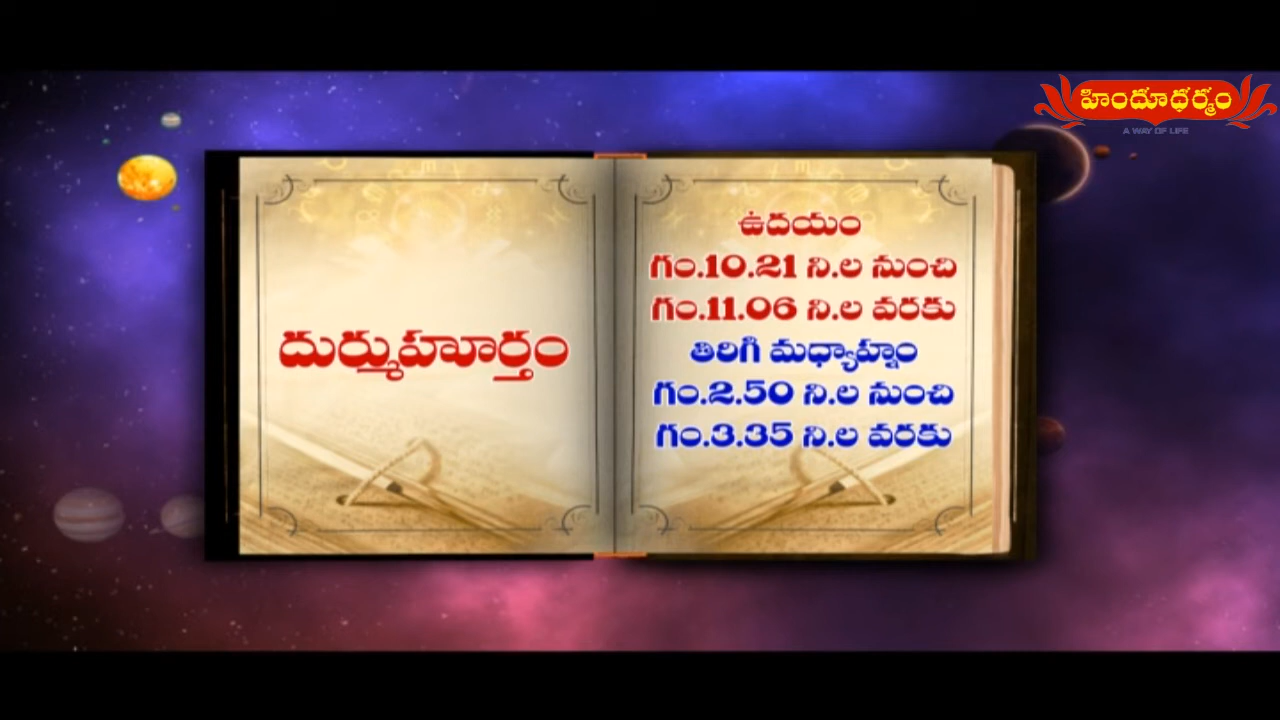 హిందూధర్మం
A WAY OF LIFE
దుర్ముహూర్తం
ఉదయం
గం.10.21 ని.ల నుంచి
గం.11.06 ని.ల వరకు
తిరిగి మధ్యాహ్నం
గం.2.50 ని.ల నుంచి
గం.3.35 ని.ల వరకు